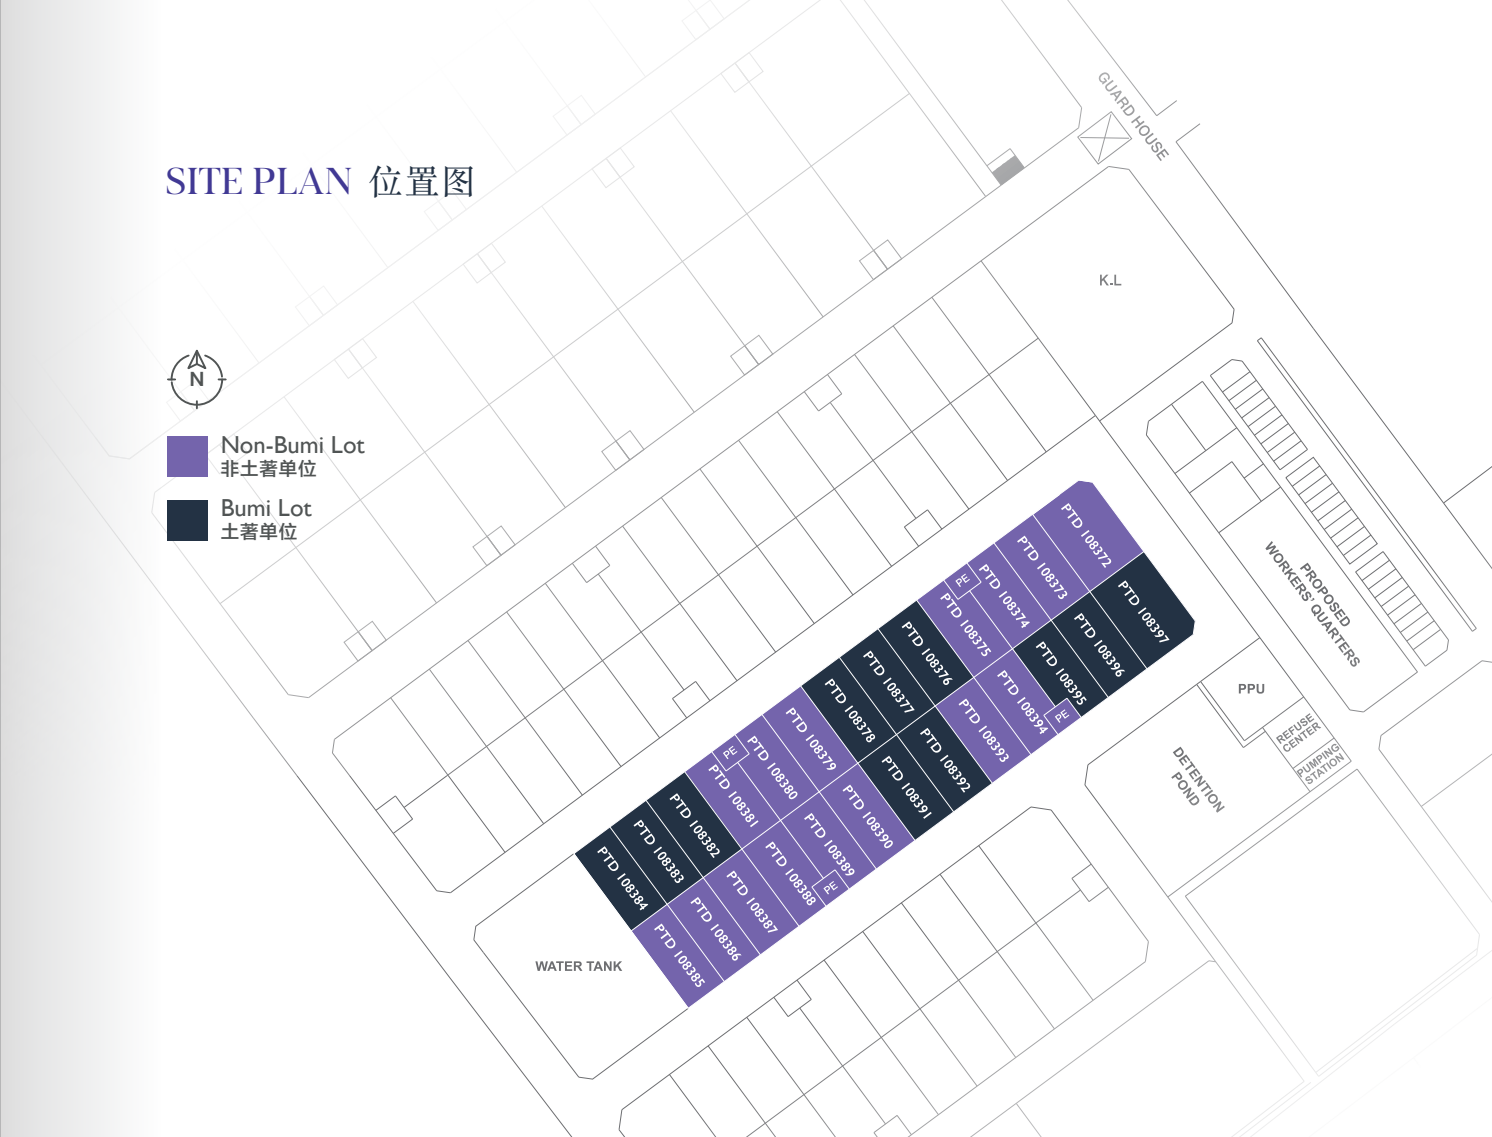 GUARD HOUSE
SITE PLAN 位置图
K.L
N
Non-Bumi Lot
非土著单位
Bumi Lot
土著单位
PTD 108372
PTD 108373
PTD 108374
PE
PTD 108375
PTD 108376
PTD 108377
PTD 108378
PTD 108379
PTD 108380
PE
PTD 108381
PTD 108382
PTD 108383
PTD 108384
PTD 108397
PTD 108396
PTD 108395
PE
PTD 108394
PTD 108393
PTD 108392
PTD 108391
PTD 108390
PTD 108389
PE
PTD 108388
PTD 108387
PTD 108386
PTD 108385
PROPOSED
WORKERS' QUARTERS
PPU
REFUSE
CENTER
PUMPING
STATION
DETENTION
POND
WATER TANK